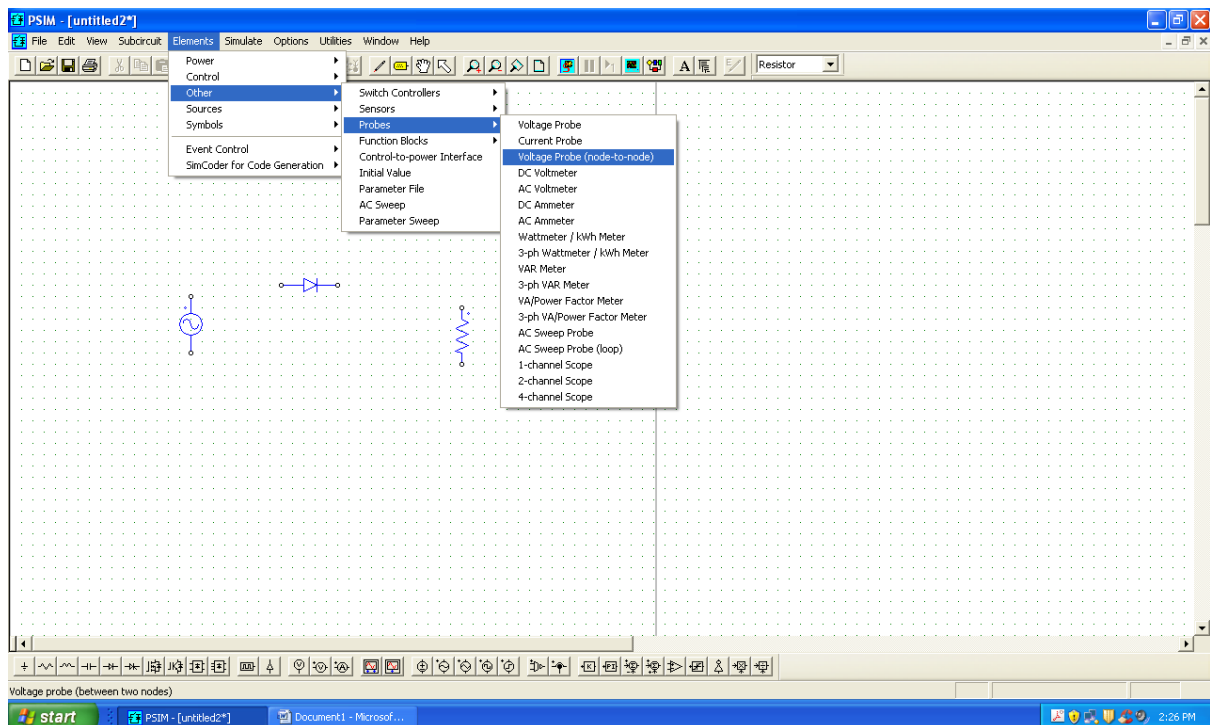 PSIM - [untitled2*]
File Edit View Subcircuit Elements Simulate Options Utilities Window Help
Resistor
Power
Control
Other
Sources
Symbols
Event Control
SimCoder for Code Generation
Switch Controllers
Sensors
Probes
Function Blocks
Control-to-power Interface
Initial Value
Parameter File
AC Sweep
Parameter Sweep
Voltage Probe
Current Probe
Voltage Probe (node-to-node)
DC Voltmeter
AC Voltmeter
DC Ammeter
AC Ammeter
Wattmeter / kWh Meter
3-ph Wattmeter / kWh Meter
VAR Meter
3-ph VAR Meter
VA/Power Factor Meter
3-ph VA/Power Factor Meter
AC Sweep Probe
AC Sweep Probe (loop)
1-channel Scope
2-channel Scope
4-channel Scope
Voltage probe (between two nodes)
start PSIM - [untitled2*] Document1 - Microsof... 2:26 PM